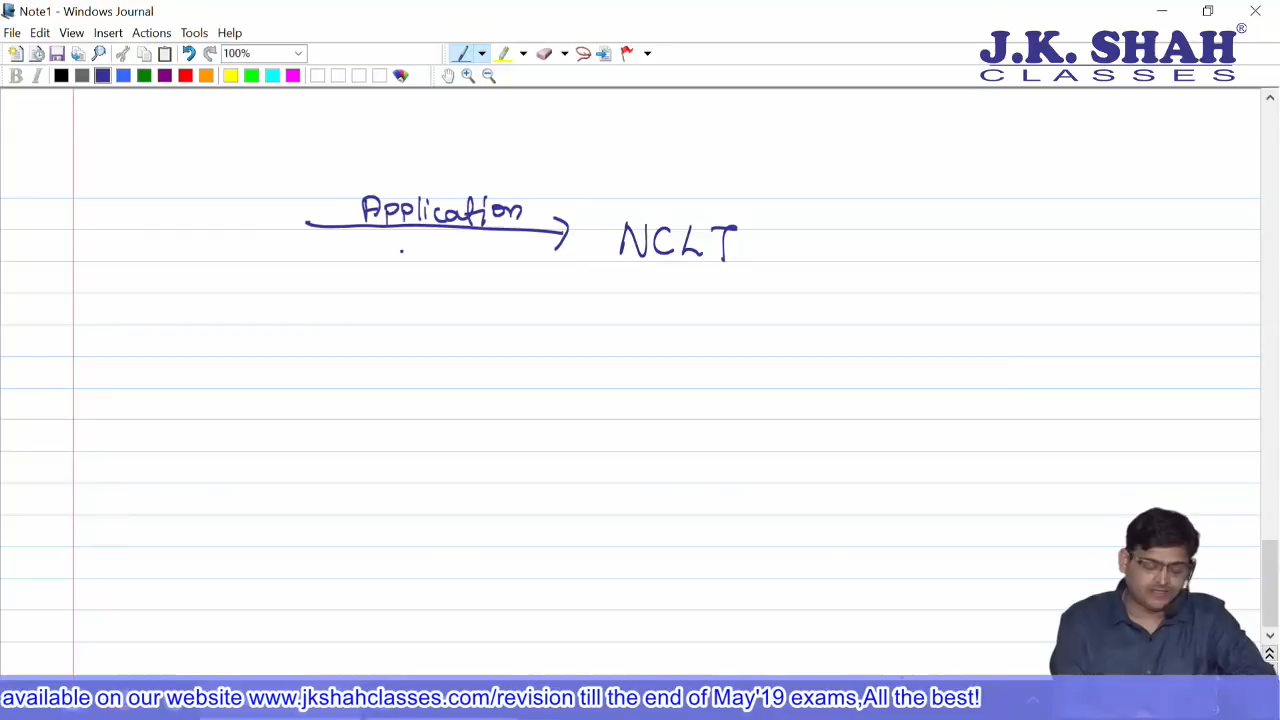 Note1 - Windows Journal
File Edit View Insert Actions Tools Help
100%
B I
J.K. SHAH®
CLASSES
Application
NCLT
available on our website www.jkshahclasses.com/revision till the end of May'19 exams,All the best!